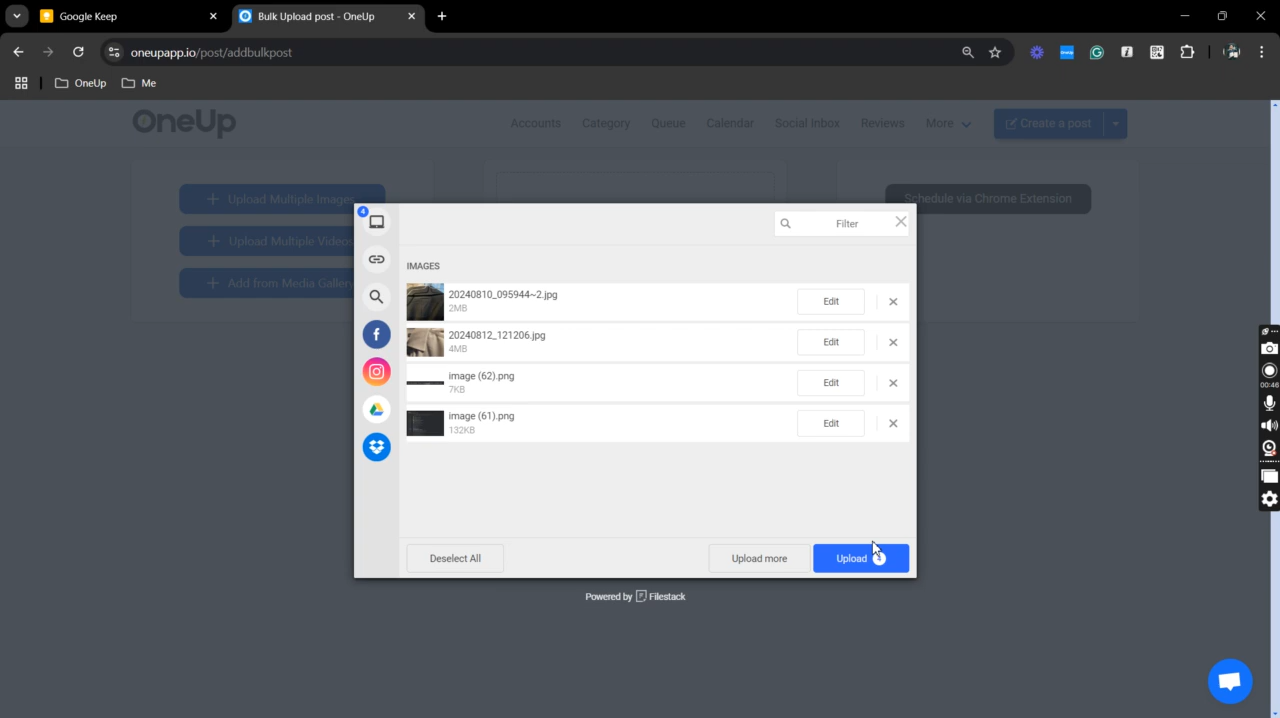 Google Keep
Bulk Upload post - OneUp
oneupapp.io/post/addbulkpost
OneUp
Me
OneUp
Accounts
Category
Queue
Calendar
Social Inbox
Reviews
More
Create a post
Upload Multiple Images
Upload Multiple Videos
Add from Media Gallery
Schedule via Chrome Extension
4
Filter
IMAGES
20240810_095944~2.jpg
2MB
Edit
20240812_121206.jpg
4MB
Edit
image (62).png
7KB
Edit
image (61).png
132KB
Edit
Deselect All
Upload more
Upload
Powered by Filestack
00:46